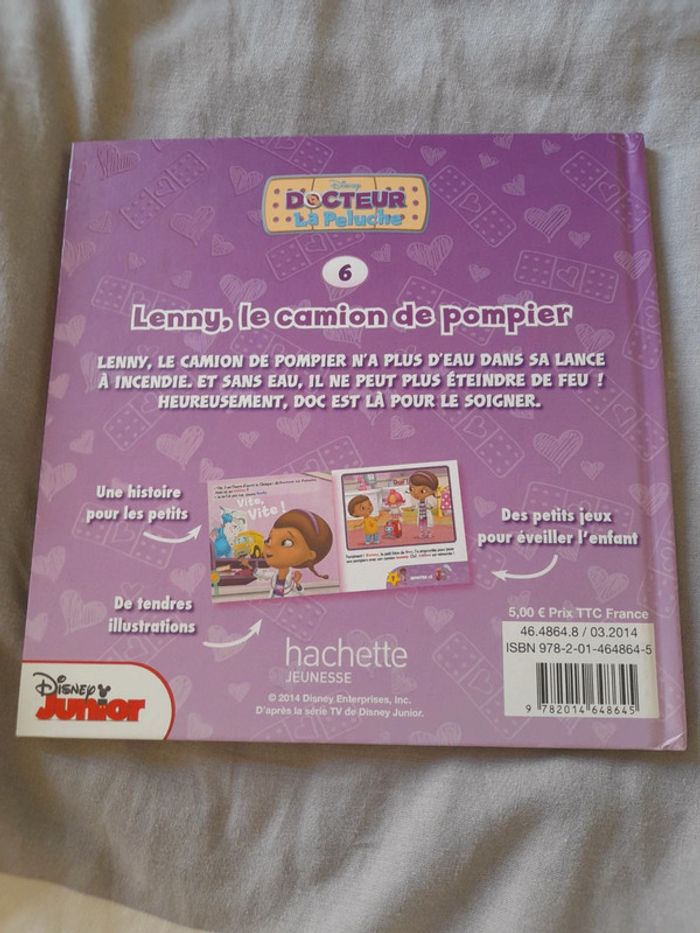 Disney
DOCTEUR
La Peluche
6
Lenny, le camion de pompier
LENNY, LE CAMION DE POMPIER N'A PLUS D'EAU DANS SA LANCE
À INCENDIE. ET SANS EAU, IL NE PEUT PLUS ÉTEINDRE DE FEU !
HEUREUSEMENT, DOC EST LÀ POUR LE SOIGNER.
Une histoire
pour les petits
Vite,
Vite !
Des petits jeux
pour éveiller l'enfant
De tendres
illustrations
5,00 € Prix TTC France
46.4864.8 / 03.2014
ISBN 978-2-01-464864-5
9 782014 648645
hachette
JEUNESSE
© 2014 Disney Enterprises, Inc.
D'après la série TV de Disney Junior.
Disney
Junior